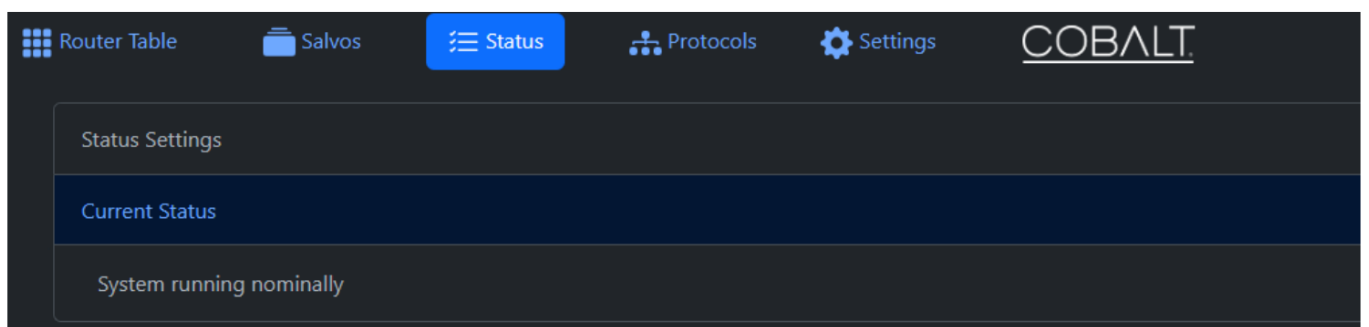 Router Table Salvos Status Protocols Settings COBALT.
Status Settings
Current Status
System running nominally